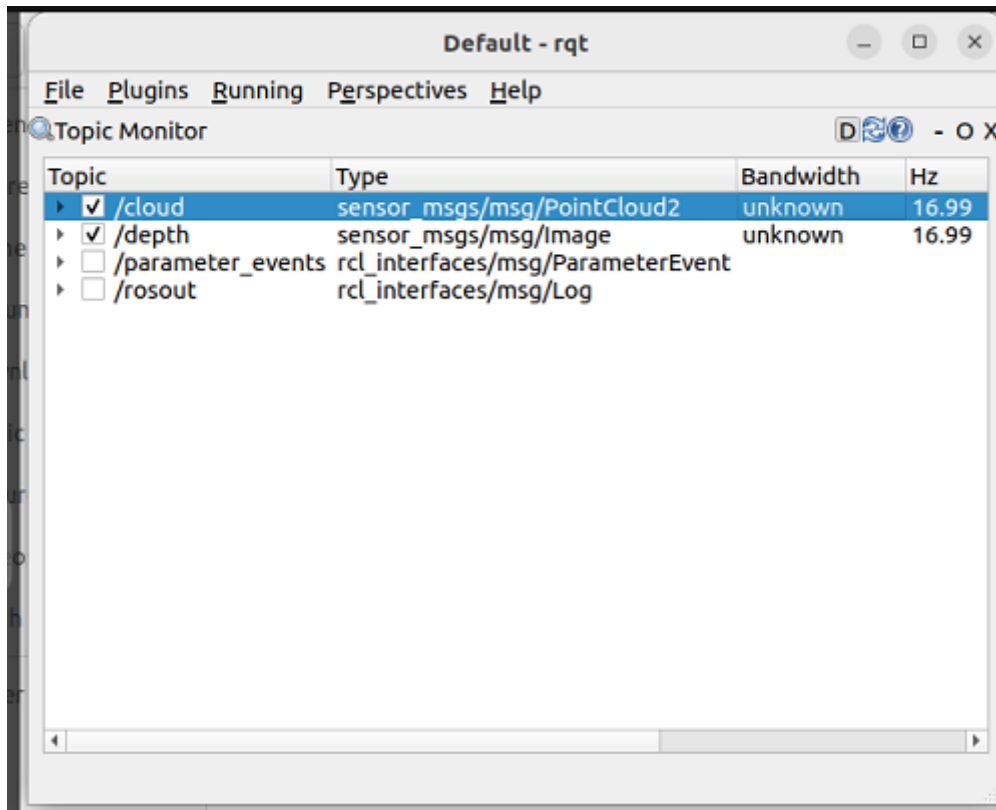 Default - rqt
File Plugins Running Perspectives Help
Topic Monitor D - O X
Topic Type Bandwidth Hz
/cloud sensor_msgs/msg/PointCloud2 unknown 16.99
/depth sensor_msgs/msg/Image unknown 16.99
/parameter_events rcl_interfaces/msg/ParameterEvent
/rosout rcl_interfaces/msg/Log